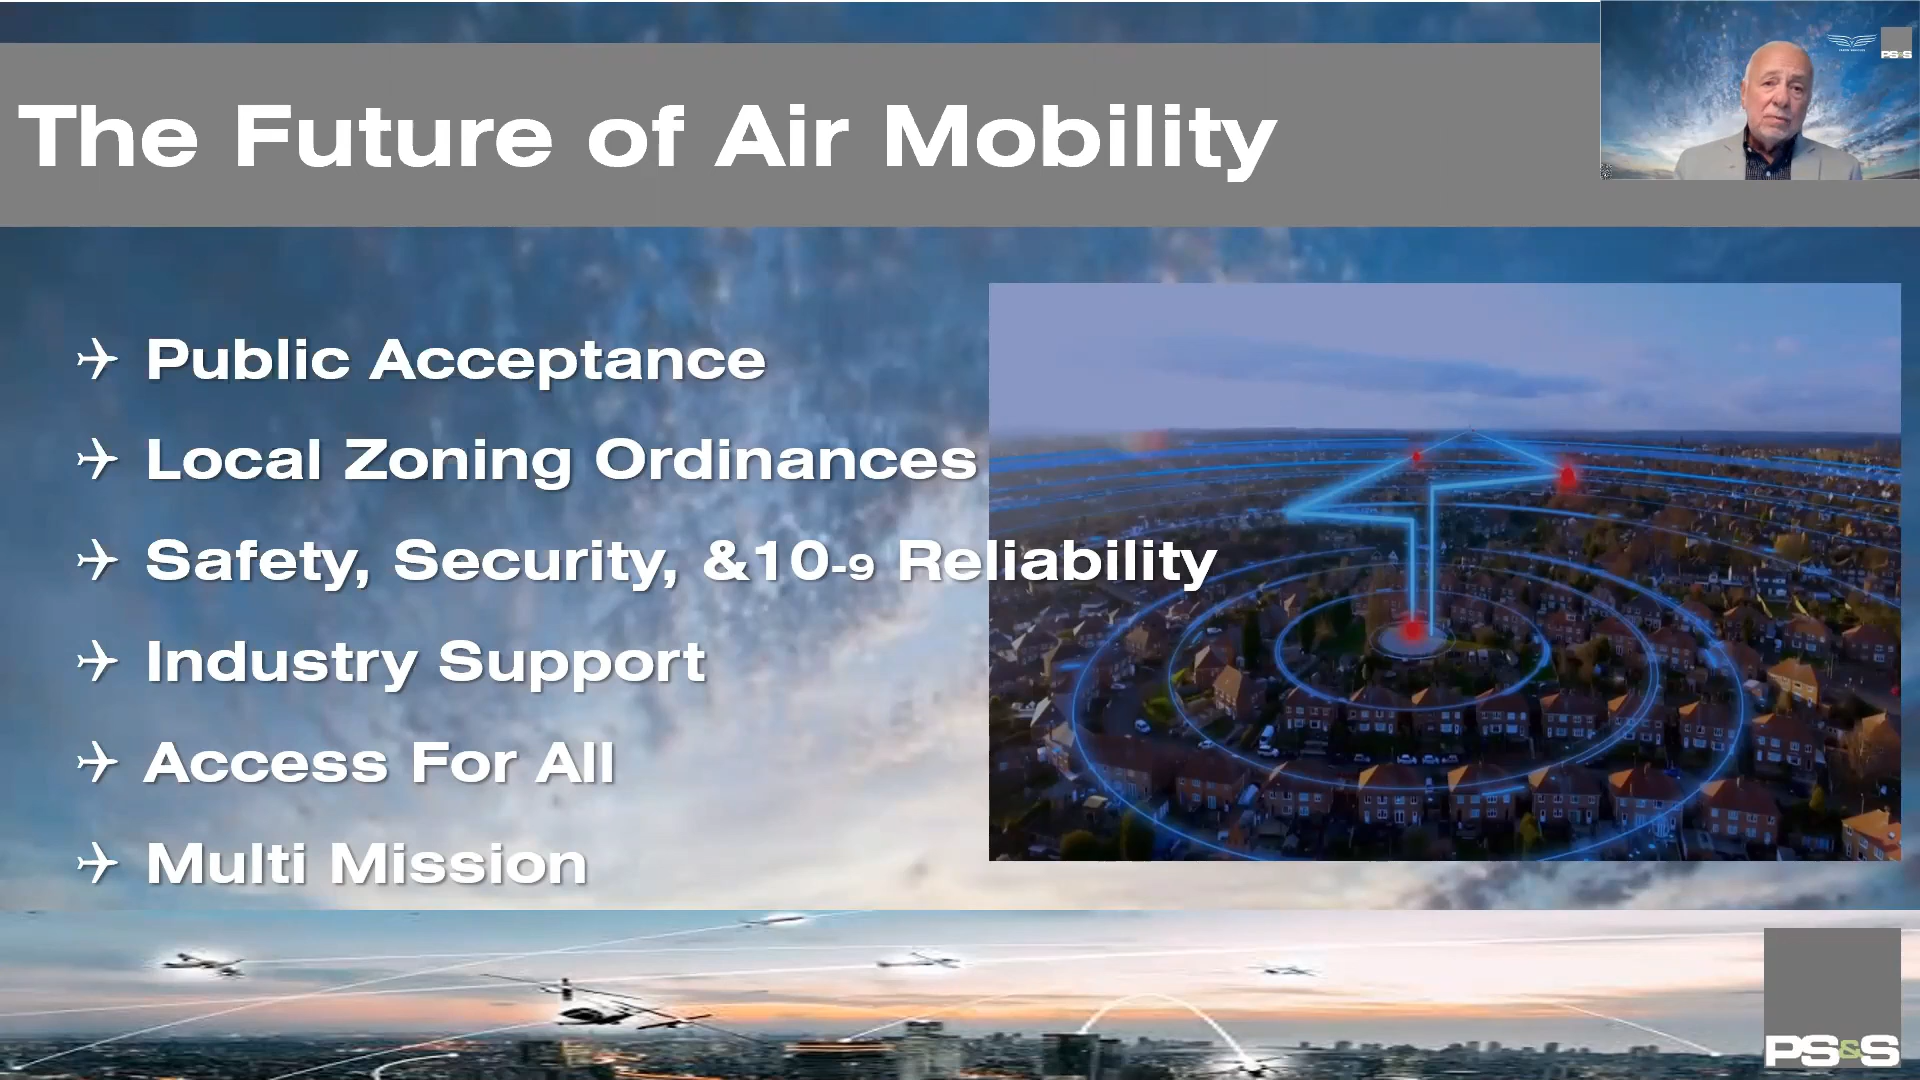 The Future of Air Mobility
PS&S
Public Acceptance
Local Zoning Ordinances
Safety, Security, &10-9 Reliability
Industry Support
Access For All
Multi Mission
PS&S